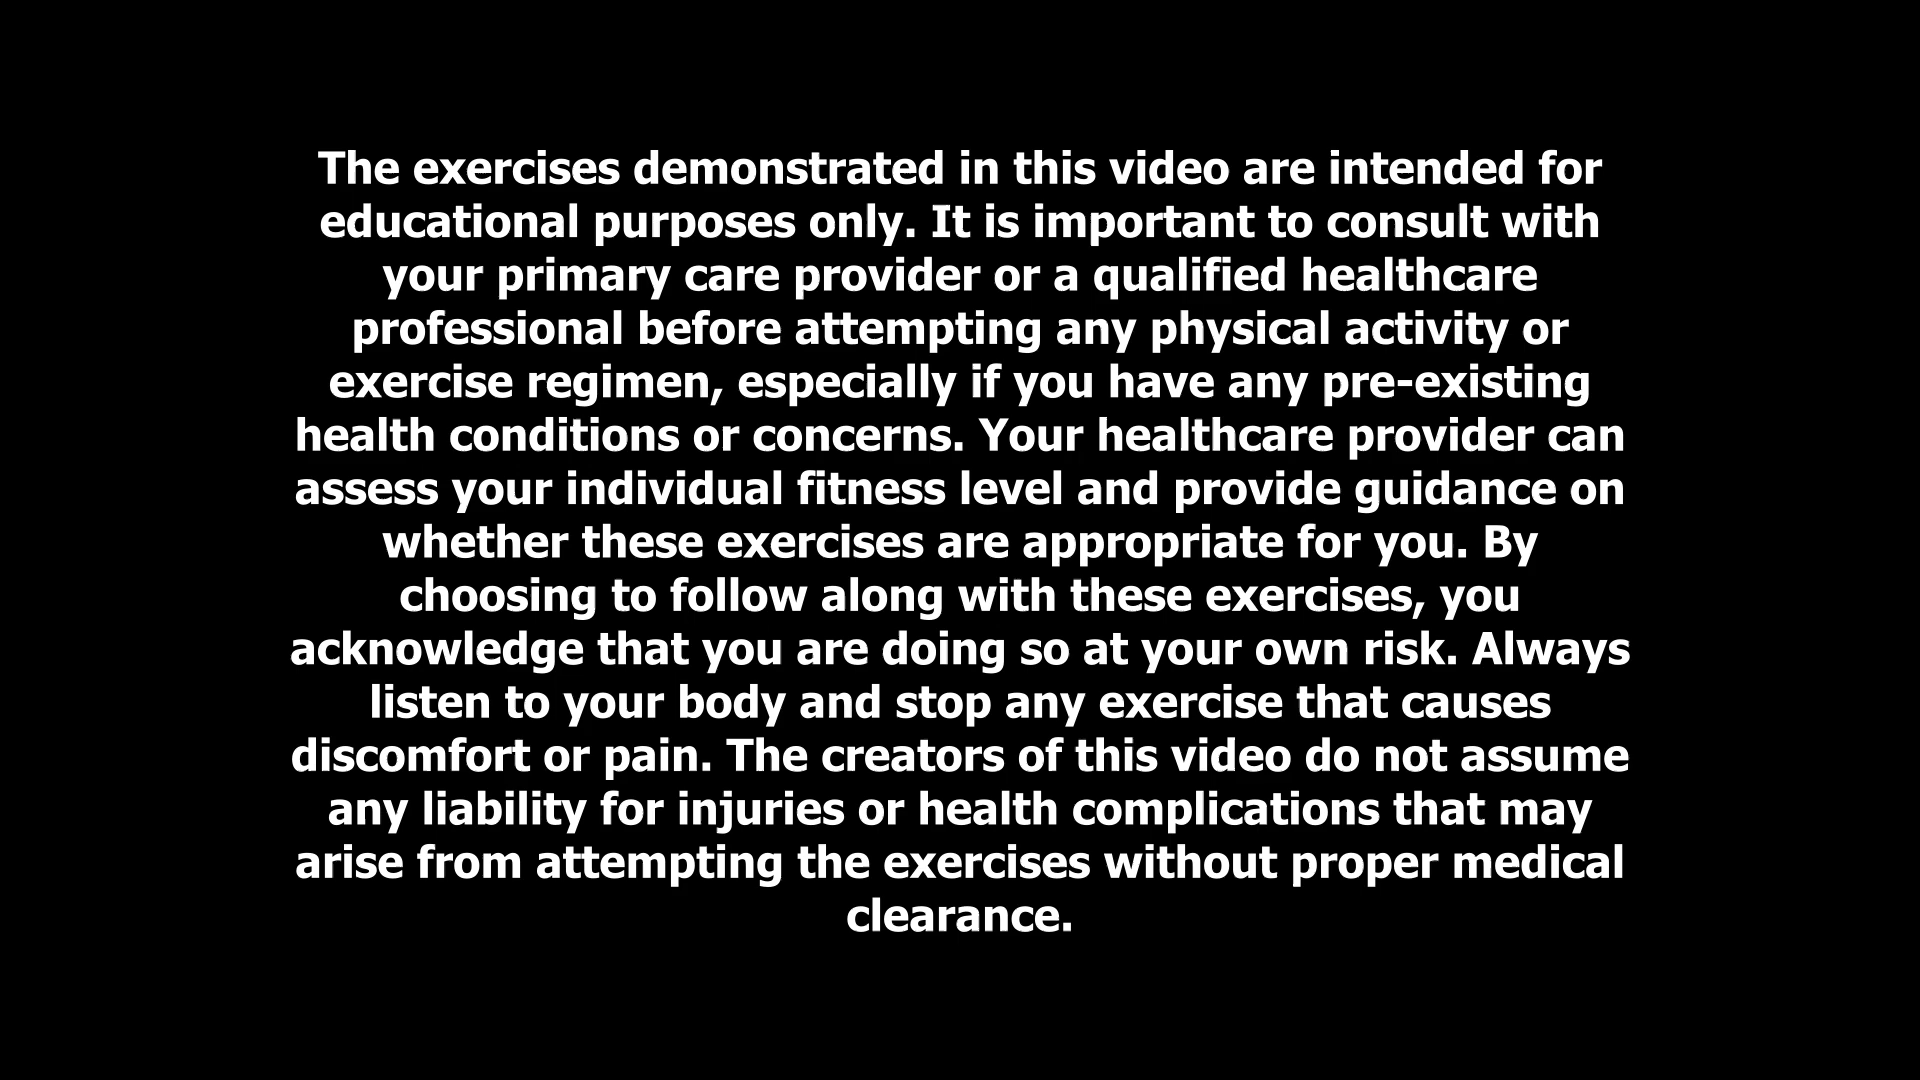 The exercises demonstrated in this video are intended for
educational purposes only. It is important to consult with
your primary care provider or a qualified healthcare
professional before attempting any physical activity or
exercise regimen, especially if you have any pre-existing
health conditions or concerns. Your healthcare provider can
assess your individual fitness level and provide guidance on
whether these exercises are appropriate for you. By
choosing to follow along with these exercises, you
acknowledge that you are doing so at your own risk. Always
listen to your body and stop any exercise that causes
discomfort or pain. The creators of this video do not assume
any liability for injuries or health complications that may
arise from attempting the exercises without proper medical
clearance.